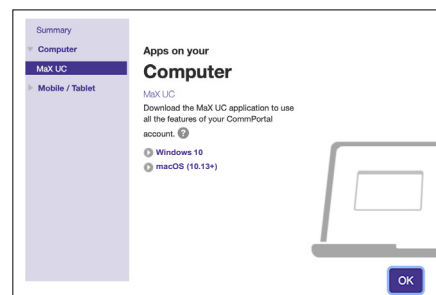 Summary
Computer
MaX UC
Mobile / Tablet
Apps on your
Computer
MaX UC
Download the MaX UC application to use
all the features of your CommPortal
account. ?
Windows 10
macOS (10.13+)
OK